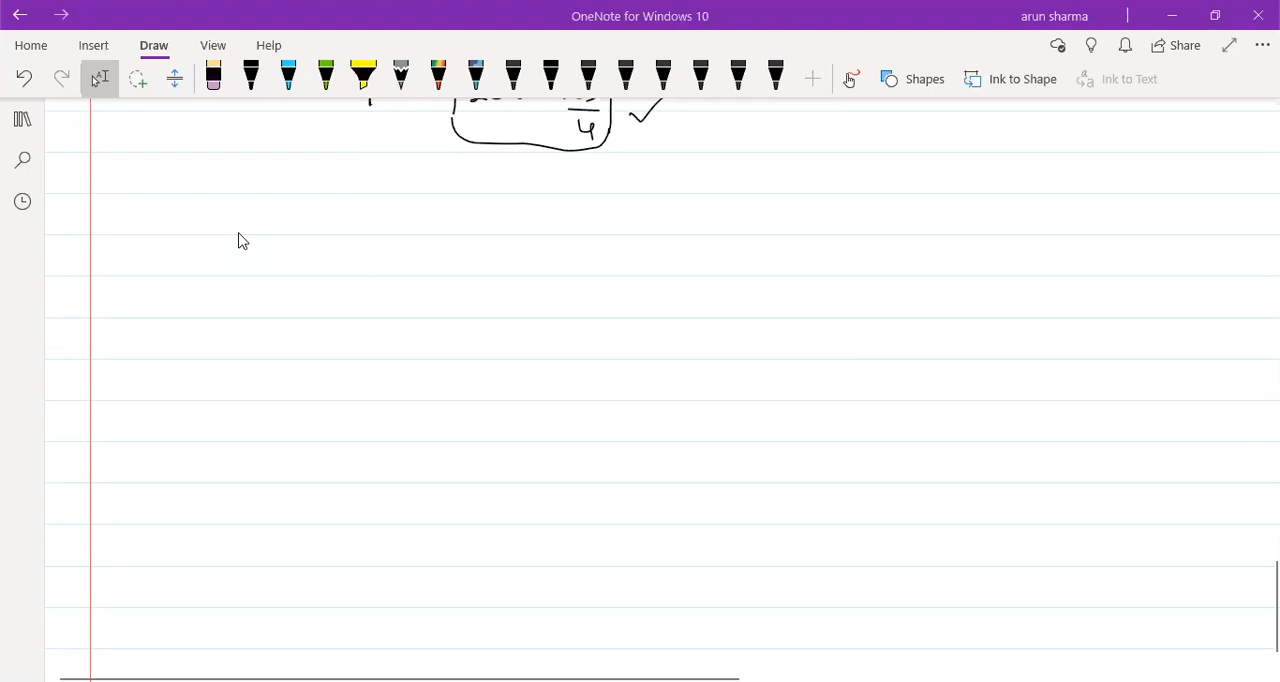 OneNote for Windows 10
arun sharma
Home Insert Draw View Help
Share
Shapes
Ink to Shape
Ink to Text
4